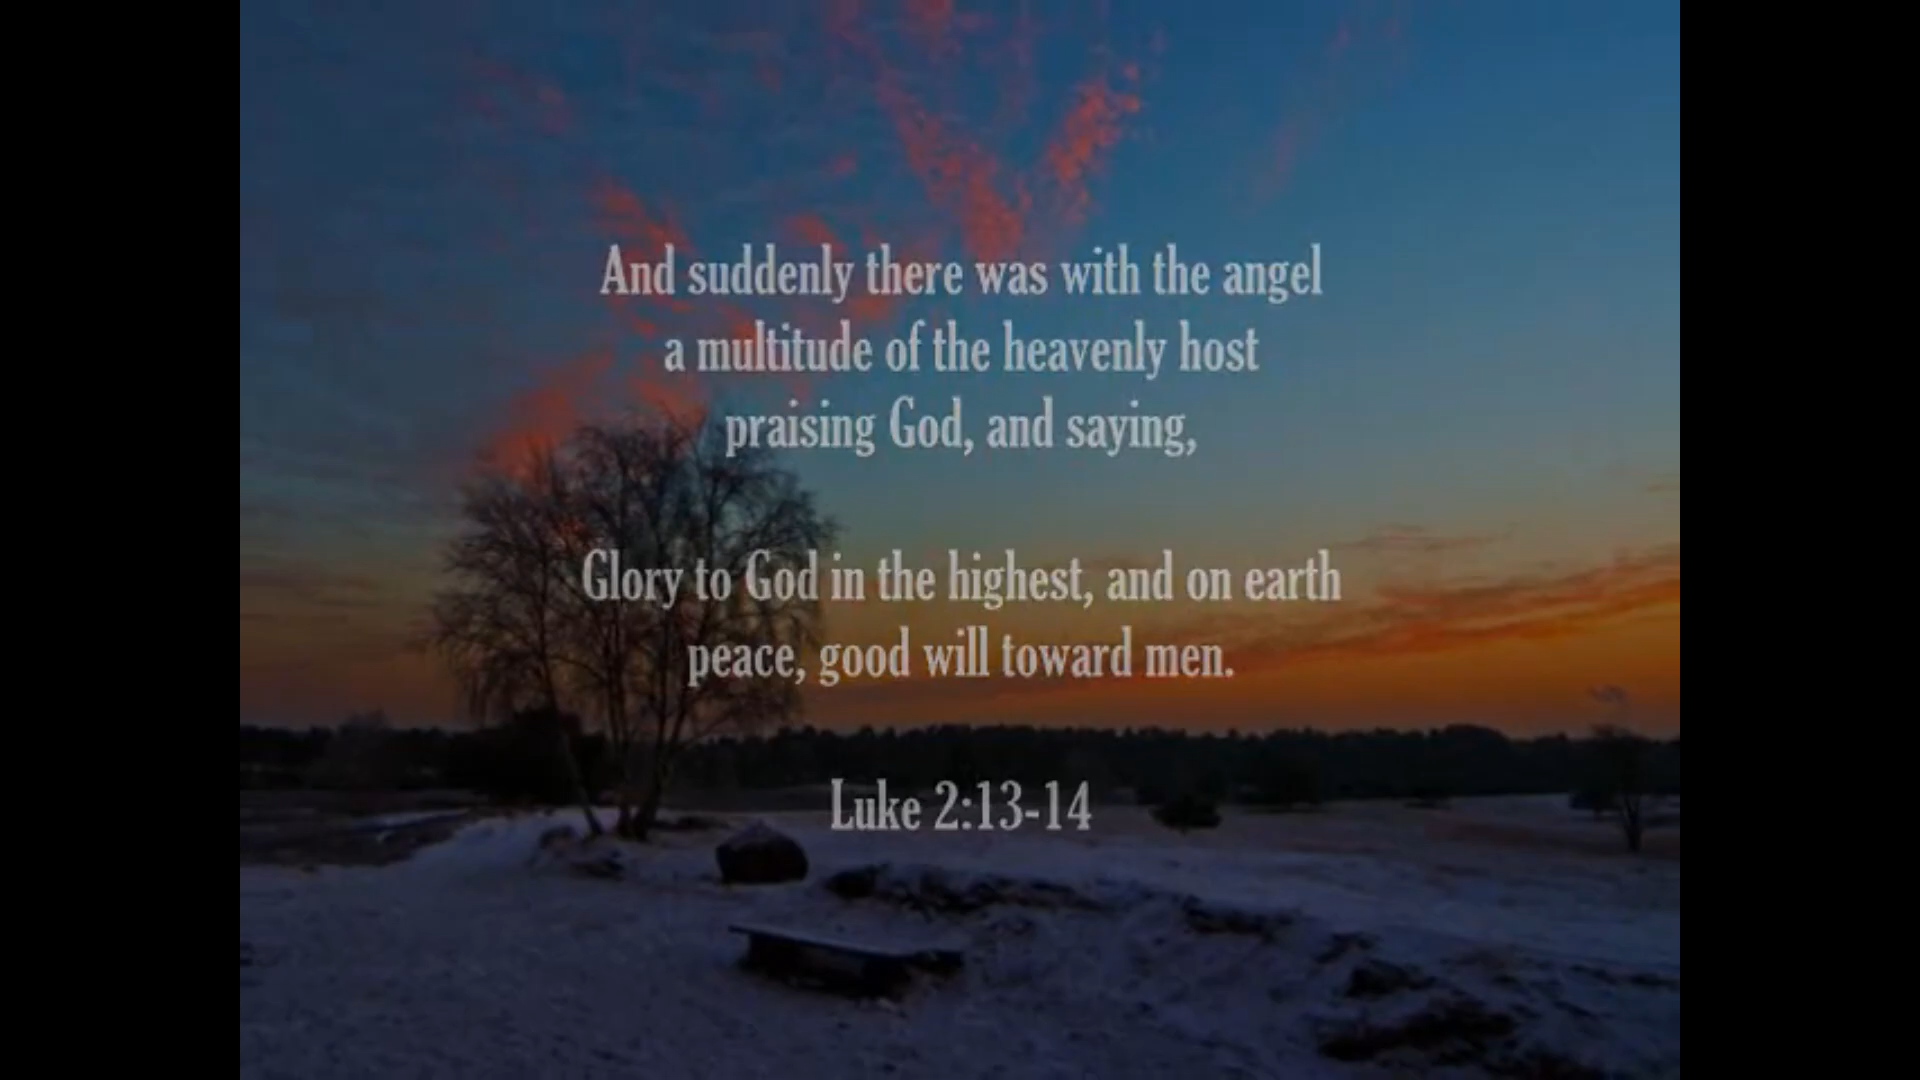 And suddenly there was with the angel
a multitude of the heavenly host
praising God, and saying,
Glory to God in the highest, and on earth
peace, good will toward men.
Luke 2:13-14